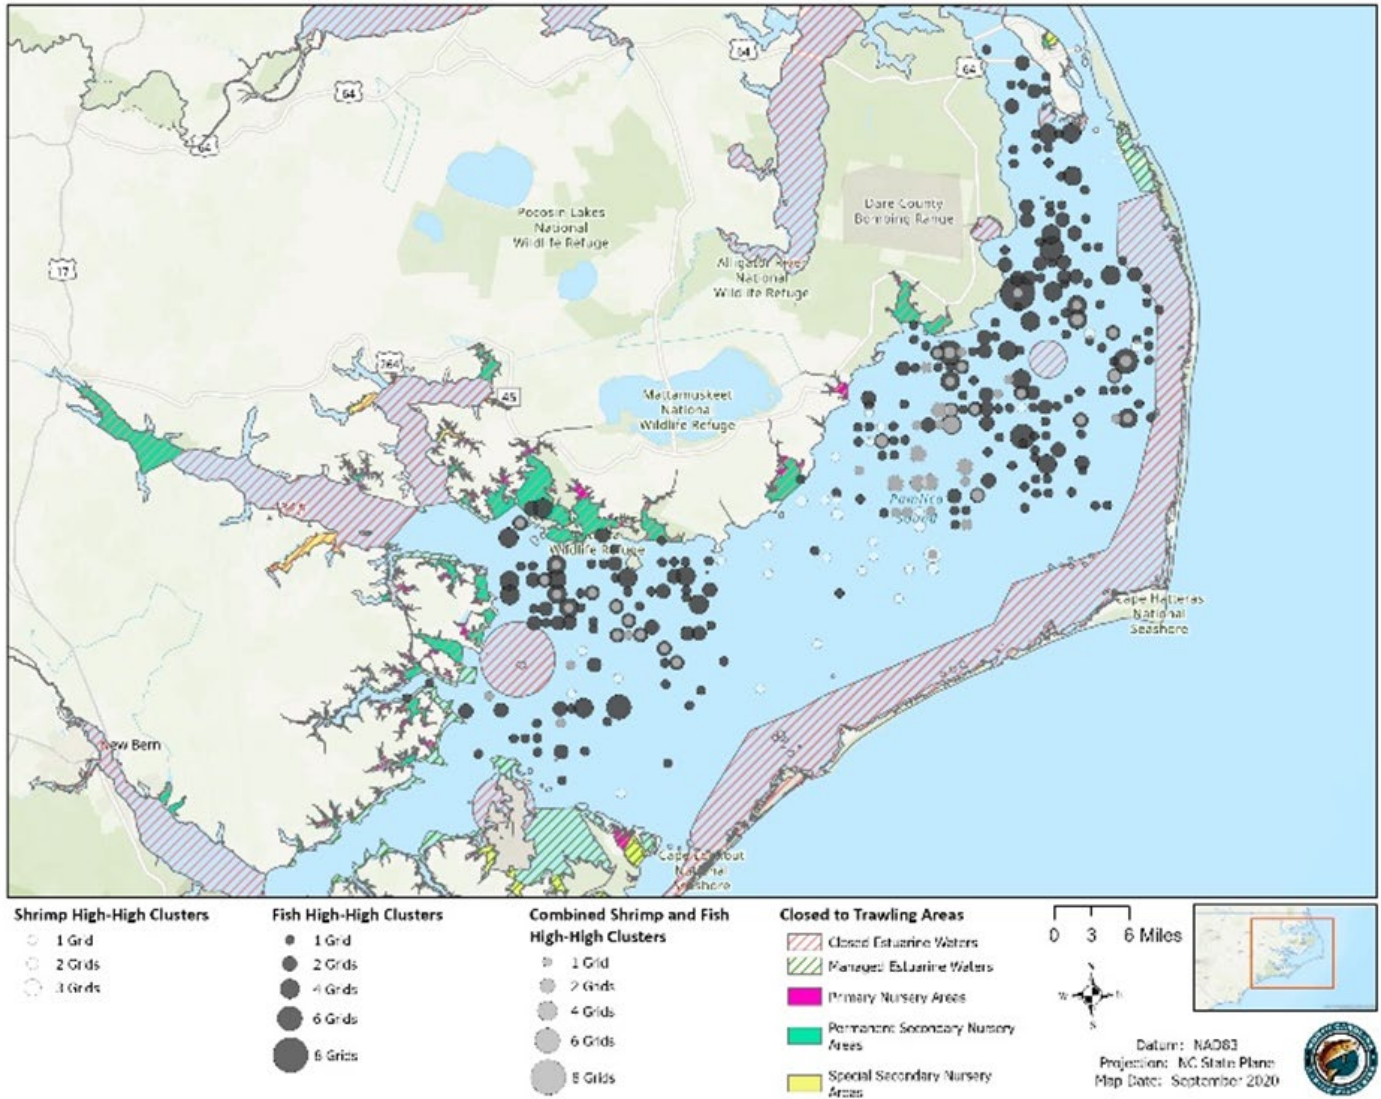 64
64
64
64
Dare County
Bombing Range
Pocosin Lakes
National
Wildlife Refuge
17
Alligator River
National
Wildlife Refuge
264
45
Mattamuskeet
National
Wildlife Refuge
Pamlico
Sound
Wildlife Refuge
Cape Hatteras
National
Seashore
New Bern
Cape Lookout
National
Seashore
Shrimp High-High Clusters
1 Grid
2 Grids
3 Grids
Fish High-High Clusters
1 Grid
2 Grids
4 Grids
6 Grids
8 Grids
Combined Shrimp and Fish
High-High Clusters
1 Grid
2 Grids
4 Grids
6 Grids
8 Grids
Closed to Trawling Areas
Closed Estuarine Waters
Managed Estuarine Waters
Primary Nursery Areas
Permanent Secondary Nursery
Areas
Special Secondary Nursery
Areas
0 3 6 Miles
N
W E
S
Datum: NAD83
Projection: NC State Plane
Map Date: September 2020